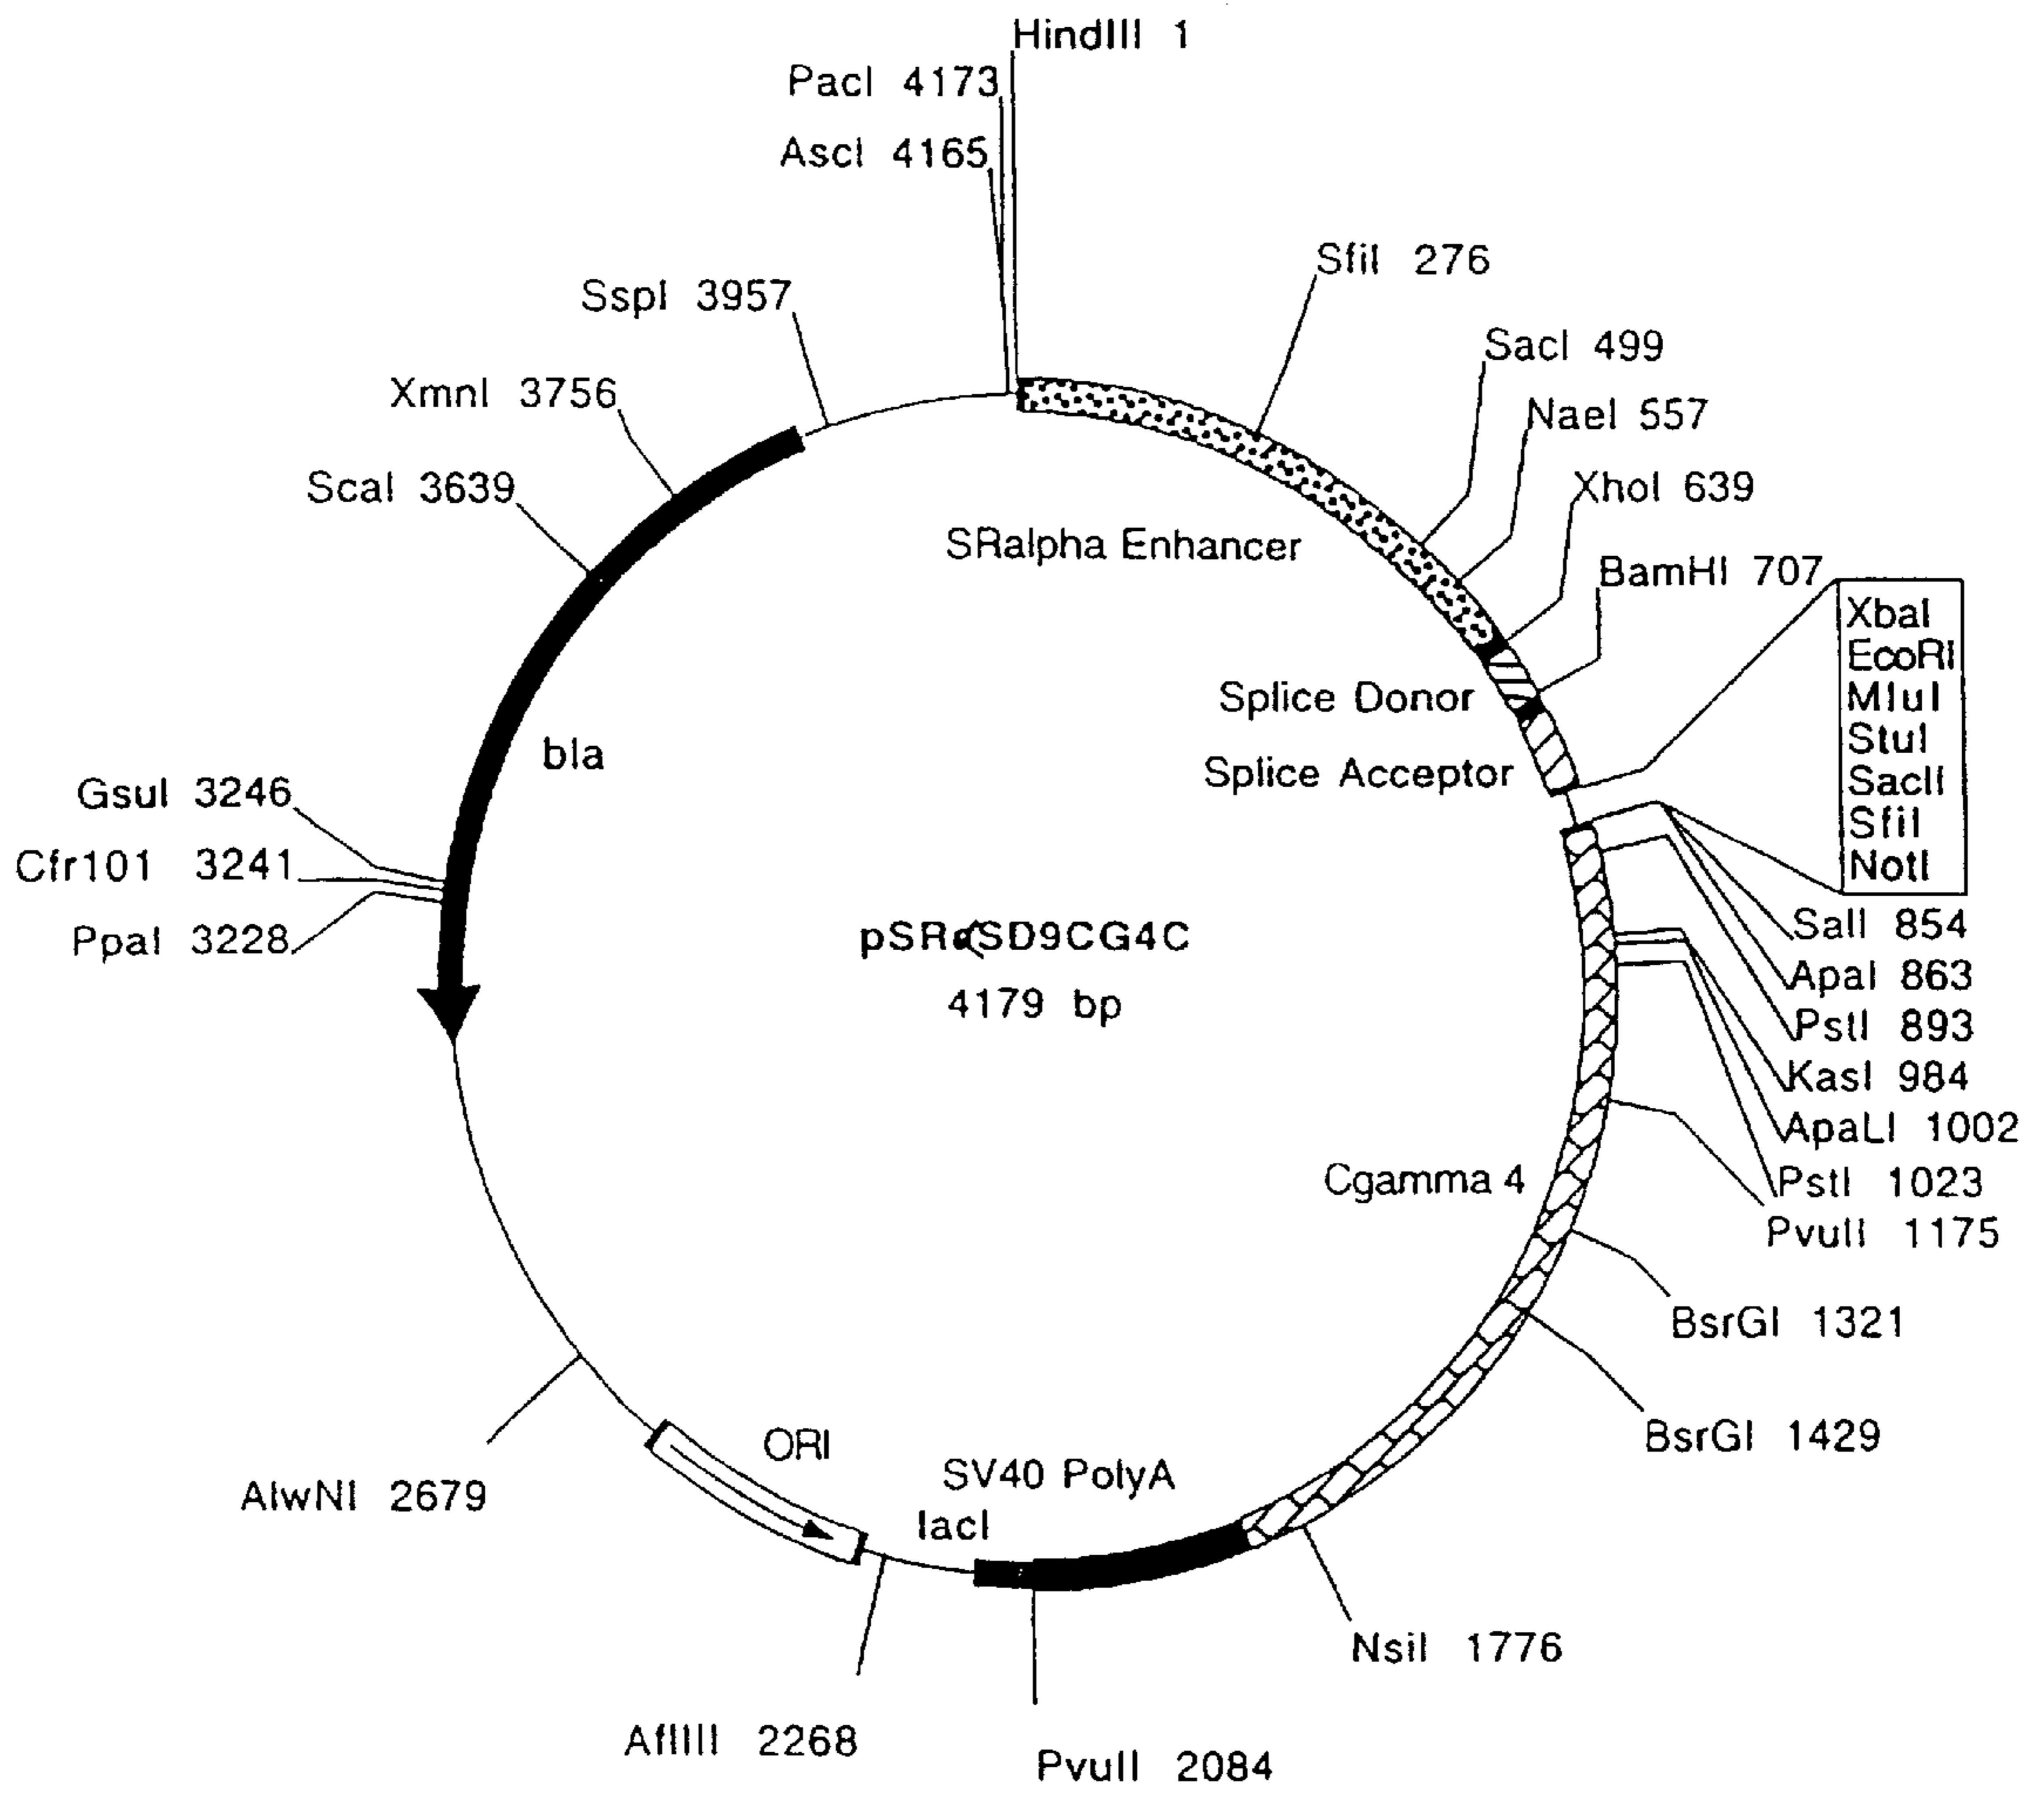 HindIII 1
PacI 4173
AscI 4165
SfiI 276
SspI 3957
SacI 499
XmnI 3756
NaeI 557
ScaI 3639
XhoI 639
SRalpha Enhancer
BamHI 707
XbaI
EcoRI
MluI
StuI
SacII
SfiI
NotI
Splice Donor
bla
Splice Acceptor
GsuI 3246
Cfr101 3241
PpaI 3228
pSRαSD9CG4C
4179 bp
SalI 854
ApaI 863
PstI 893
KasI 984
ApaLI 1002
PstI 1023
PvuII 1175
Cgamma 4
BsrGI 1321
BsrGI 1429
ORI
SV40 PolyA
lacI
AlwNI 2679
NsiI 1776
AflIII 2268
PvuII 2084